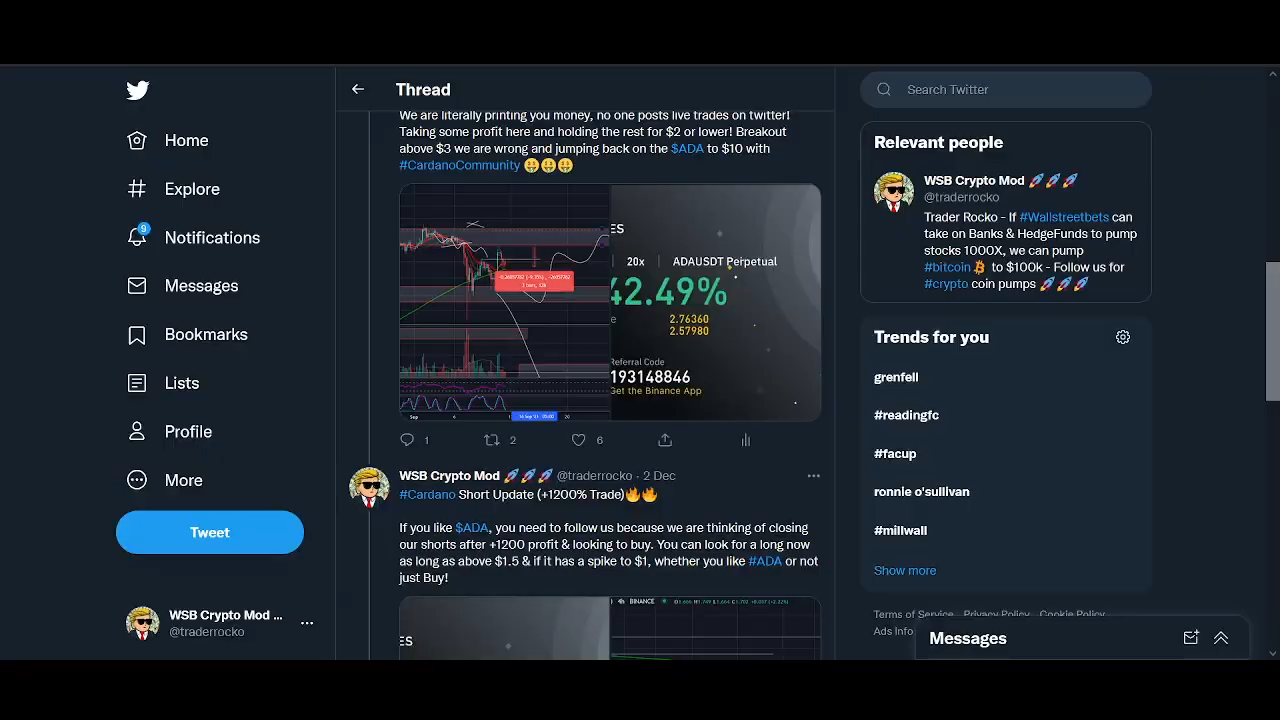 Home
Explore
9
Notifications
Messages
Bookmarks
Lists
Profile
More
Tweet
WSB Crypto Mod ...
@traderrocko
Thread
We are literally printing you money, no one posts live trades on twitter!
Taking some profit here and holding the rest for $2 or lower! Breakout
above $3 we are wrong and jumping back on the $ADA to $10 with
#CardanoCommunity 🤑🤑🤑
Sep
6
20
ES
20x | ADAUSDT Perpetual
42.49%
e
2.76360
2.57980
Referral Code
193148846
Get the Binance App
1
2
6
WSB Crypto Mod 🚀🚀🚀 @traderrocko · 2 Dec
#Cardano Short Update (+1200% Trade)🔥🔥
If you like $ADA, you need to follow us because we are thinking of closing
our shorts after +1200 profit & looking to buy. You can look for a long now
as long as above $1.5 & if it has a spike to $1, whether you like #ADA or not
just Buy!
ES
BINANCE
Search Twitter
Relevant people
WSB Crypto Mod 🚀🚀🚀
@traderrocko
Trader Rocko - If #Wallstreetbets can
take on Banks & HedgeFunds to pump
stocks 1000X, we can pump
#bitcoin to $100k - Follow us for
#crypto coin pumps 🚀🚀🚀
Trends for you
grenfell
#readingfc
#facup
ronnie o'sullivan
#millwall
Show more
Terms of Service Privacy Policy Cookie Policy
Ads Info
Messages